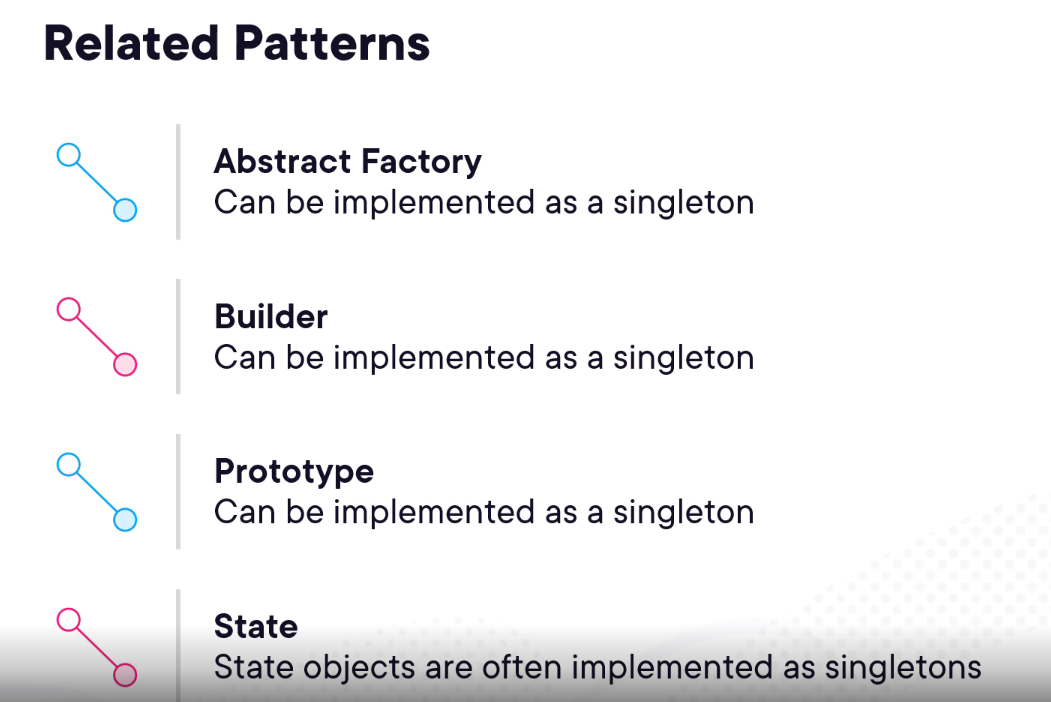 Related Patterns
Abstract Factory
Can be implemented as a singleton
Builder
Can be implemented as a singleton
Prototype
Can be implemented as a singleton
State
State objects are often implemented as singletons